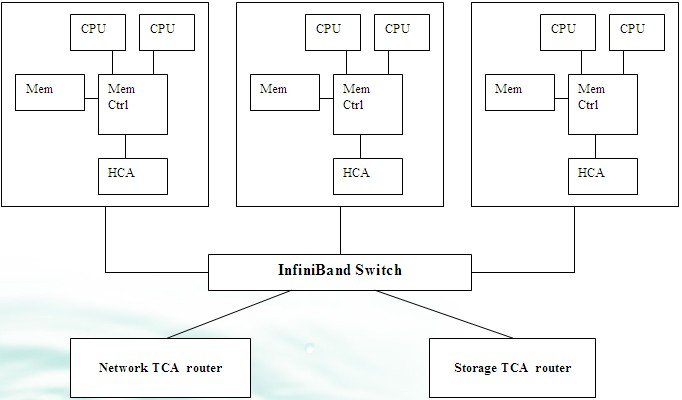 CPU
CPU
Mem
Mem
Ctrl
HCA
CPU
CPU
Mem
Mem
Ctrl
HCA
CPU
CPU
Mem
Mem
Ctrl
HCA
InfiniBand Switch
Network TCA router
Storage TCA router